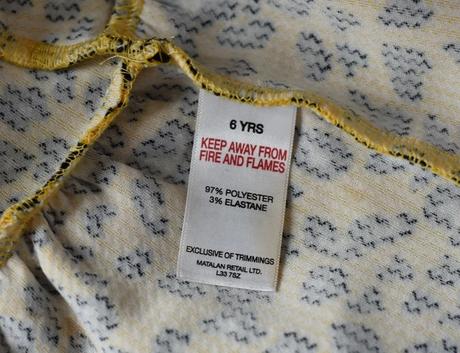 6 YRS
KEEP AWAY FROM
FIRE AND FLAMES
97% POLYESTER
3% ELASTANE
EXCLUSIVE OF TRIMMINGS
MATALAN RETAIL LTD.
L33 7SZ